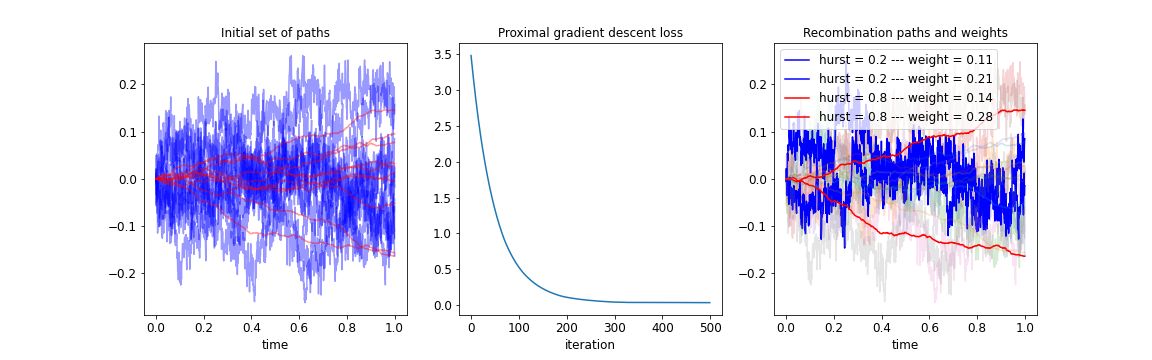 Initial set of paths
0.2
0.1
0.0
−0.1
−0.2
0.0 0.2 0.4 0.6 0.8 1.0
time
Proximal gradient descent loss
3.5
3.0
2.5
2.0
1.5
1.0
0.5
0.0
0 100 200 300 400 500
iteration
Recombination paths and weights
hurst = 0.2 --- weight = 0.11
hurst = 0.2 --- weight = 0.21
hurst = 0.8 --- weight = 0.14
hurst = 0.8 --- weight = 0.28
0.2
0.1
0.0
−0.1
−0.2
0.0 0.2 0.4 0.6 0.8 1.0
time